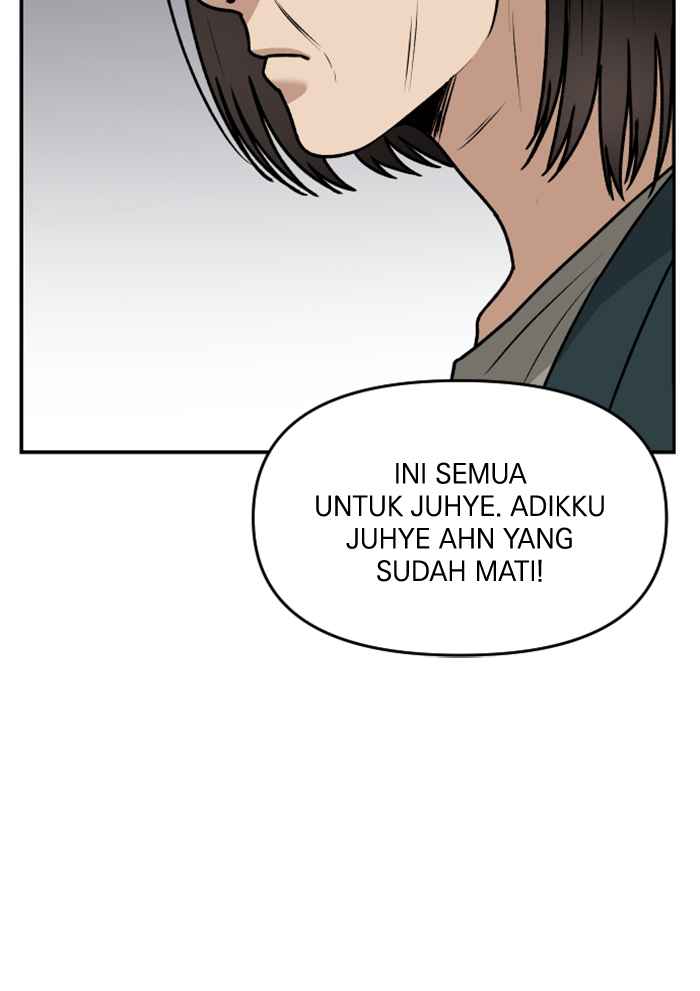 INI SEMUA
UNTUK JUHYE. ADIKKU
JUHYE AHN YANG
SUDAH MATI!